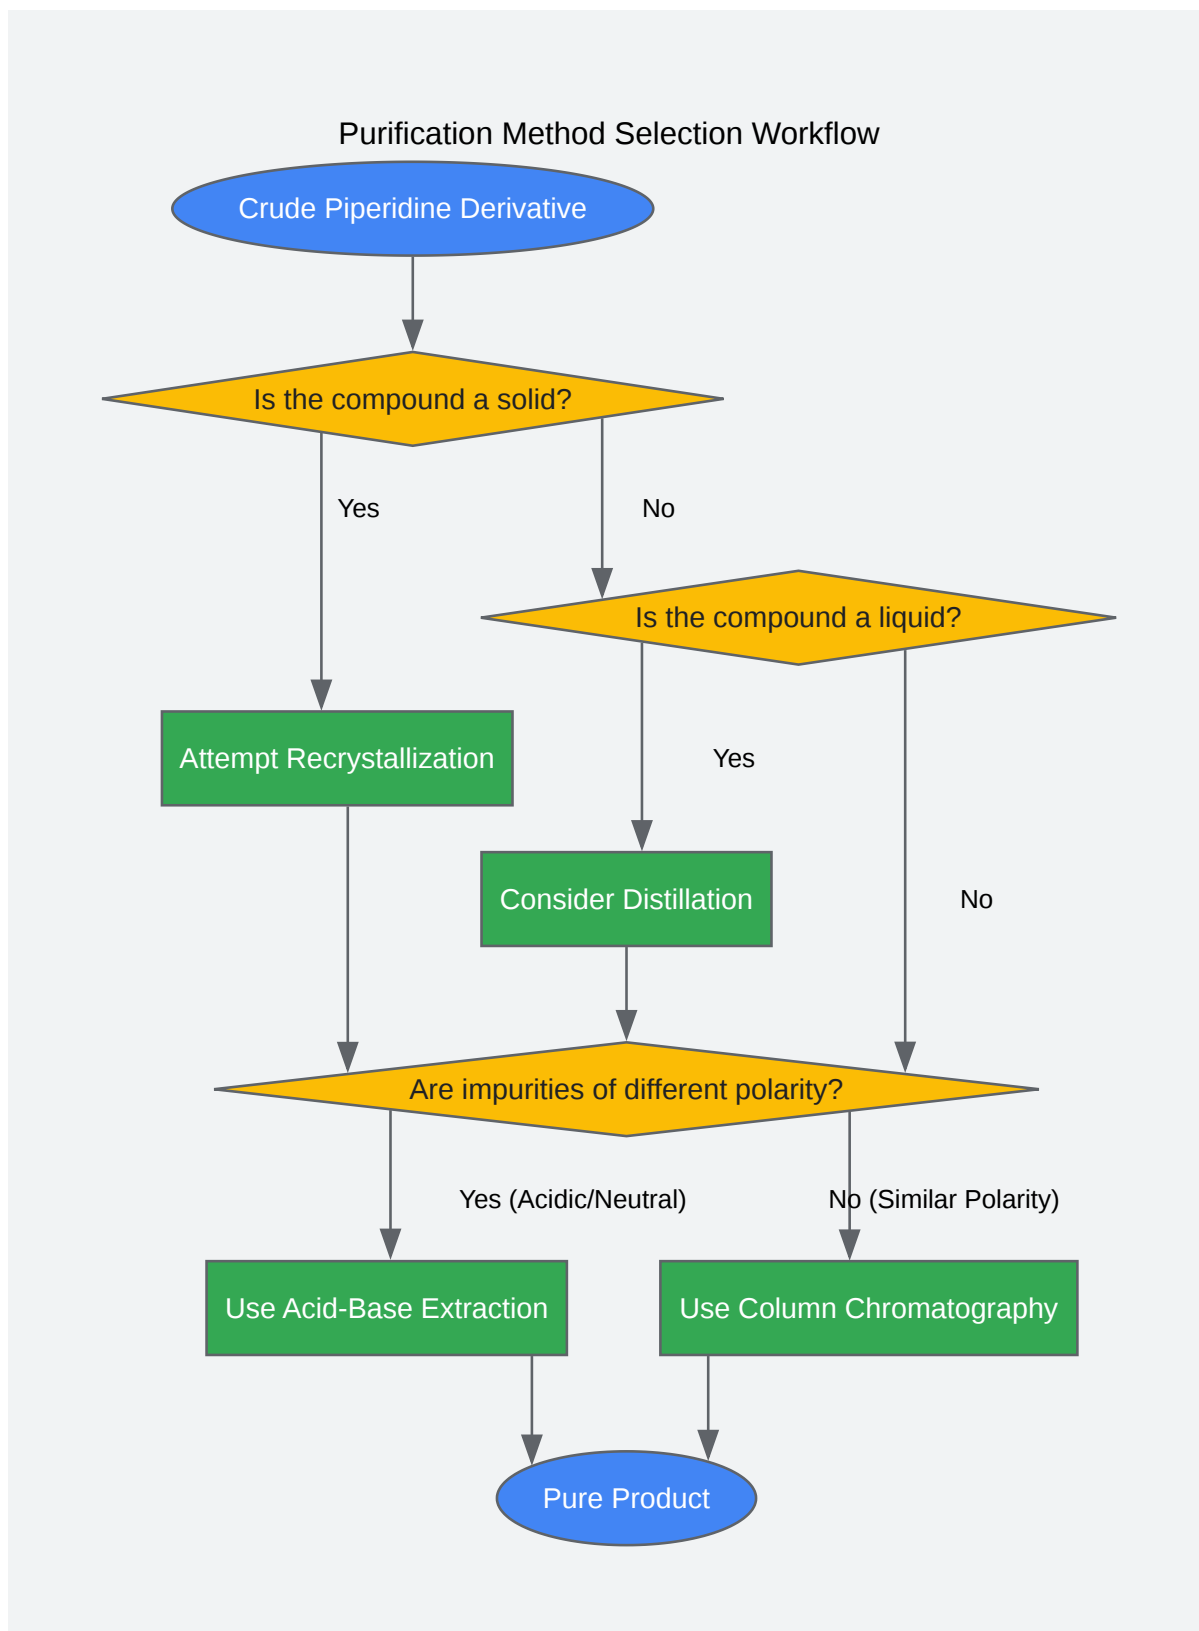 Purification Method Selection Workflow
Crude Piperidine Derivative
Is the compound a solid?
Yes
No
Is the compound a liquid?
Attempt Recrystallization
Yes
Consider Distillation
No
Are impurities of different polarity?
Yes (Acidic/Neutral)
No (Similar Polarity)
Use Acid-Base Extraction
Use Column Chromatography
Pure Product